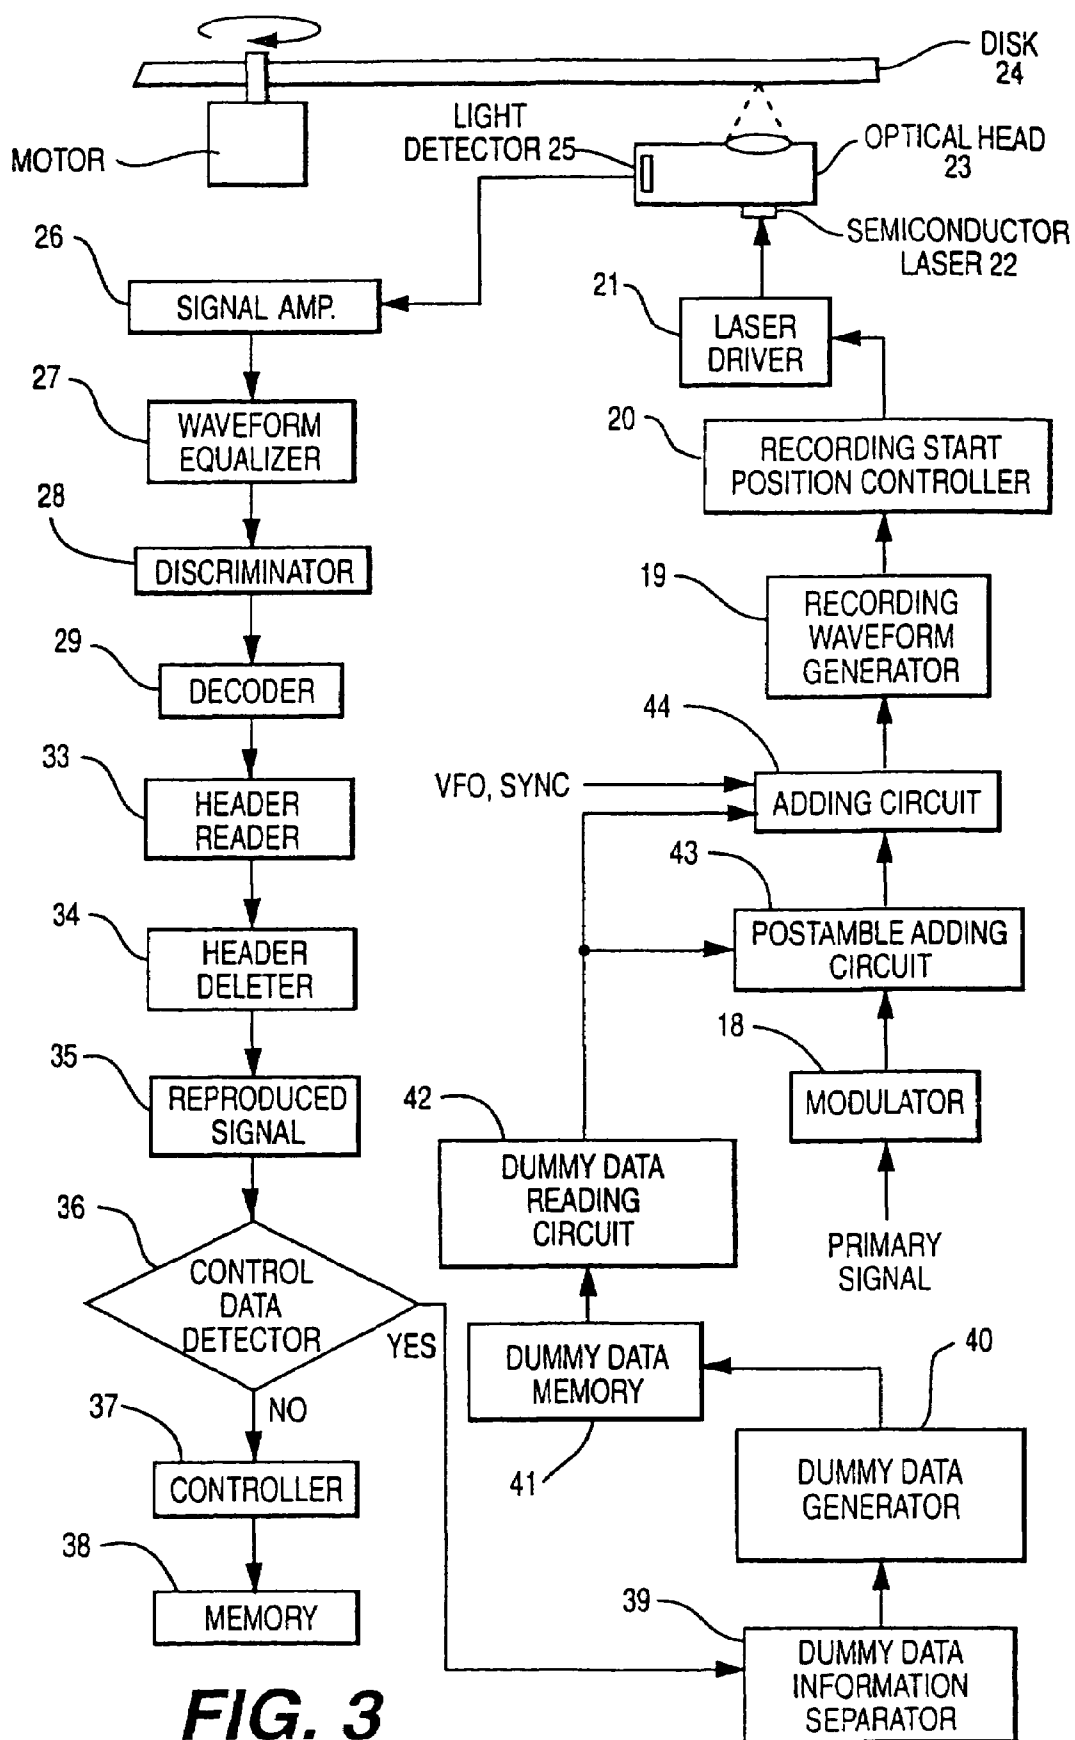 DISK
24
LIGHT
DETECTOR 25
OPTICAL HEAD
23
MOTOR
SEMICONDUCTOR
LASER 22
26
SIGNAL AMP.
21
LASER
DRIVER
27
WAVEFORM
EQUALIZER
20
RECORDING START
POSITION CONTROLLER
28
DISCRIMINATOR
19
RECORDING
WAVEFORM
GENERATOR
29
DECODER
44
VFO, SYNC
ADDING CIRCUIT
33
HEADER
READER
43
POSTAMBLE ADDING
CIRCUIT
34
HEADER
DELETER
18
MODULATOR
35
REPRODUCED
SIGNAL
42
DUMMY DATA
READING
CIRCUIT
PRIMARY
SIGNAL
36
CONTROL
DATA
DETECTOR
YES
NO
DUMMY DATA
MEMORY
41
40
DUMMY DATA
GENERATOR
37
CONTROLLER
38
MEMORY
39
DUMMY DATA
INFORMATION
SEPARATOR
FIG. 3